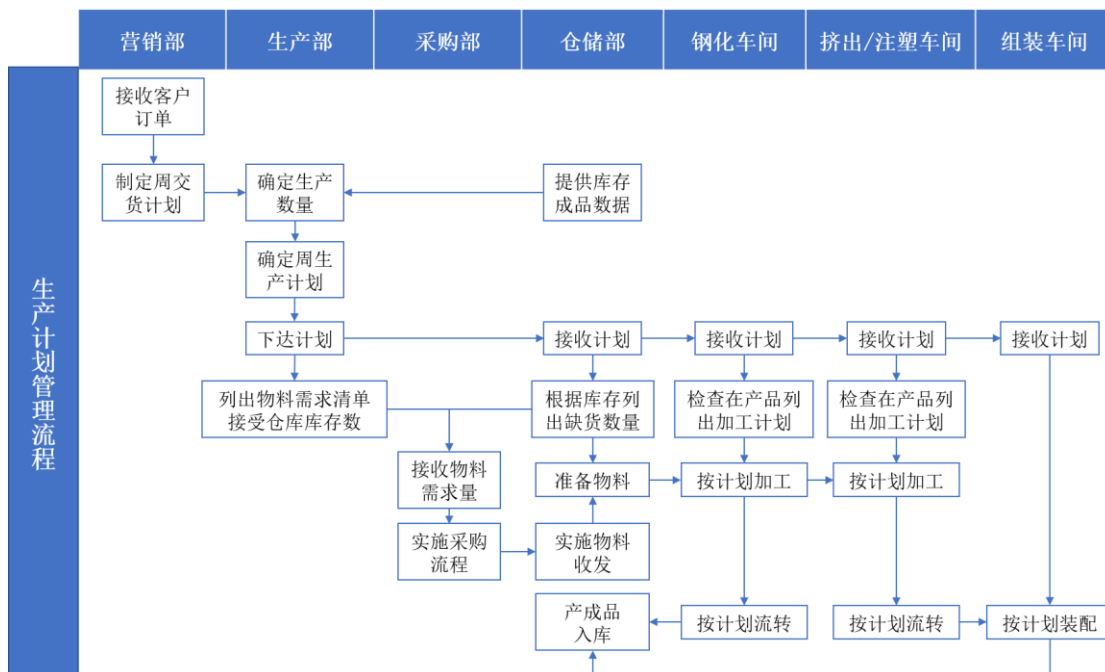 营销部
生产部
采购部
仓储部
钢化车间
挤出/注塑车间
组装车间
生产计划管理流程
接收客户
订单
制定周交
货计划
确定生产
数量
提供库存
成品数据
确定周生
产计划
下达计划
接收计划
接收计划
接收计划
接收计划
列出物料需求清单
接受仓库库存数
根据库存列
出缺货数量
检查在产品列
出加工计划
检查在产品列
出加工计划
接收物料
需求量
准备物料
按计划加工
按计划加工
实施采购
流程
实施物料
收发
产成品
入库
按计划流转
按计划流转
按计划装配